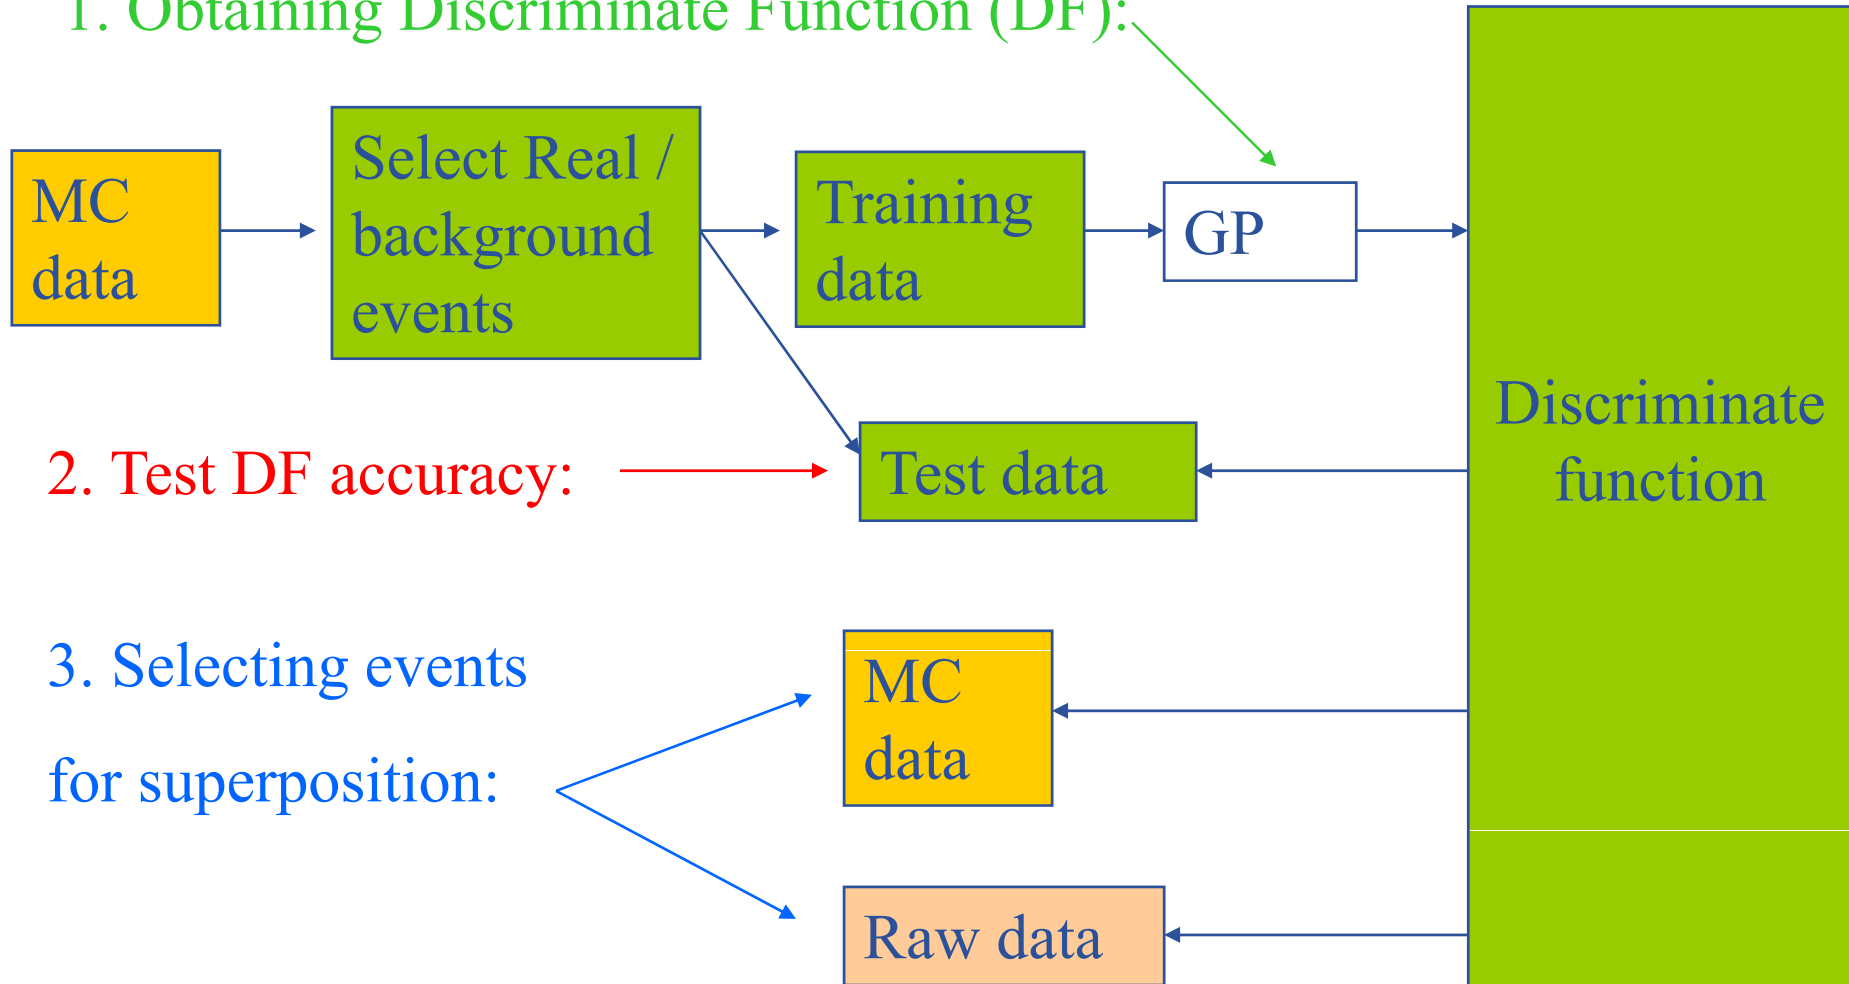 1. Obtaining Discriminate Function (DF):
MC
data
Select Real /
background
events
Training
data
GP
Discriminate
function
2. Test DF accuracy:
Test data
3. Selecting events
for superposition:
MC
data
Raw data